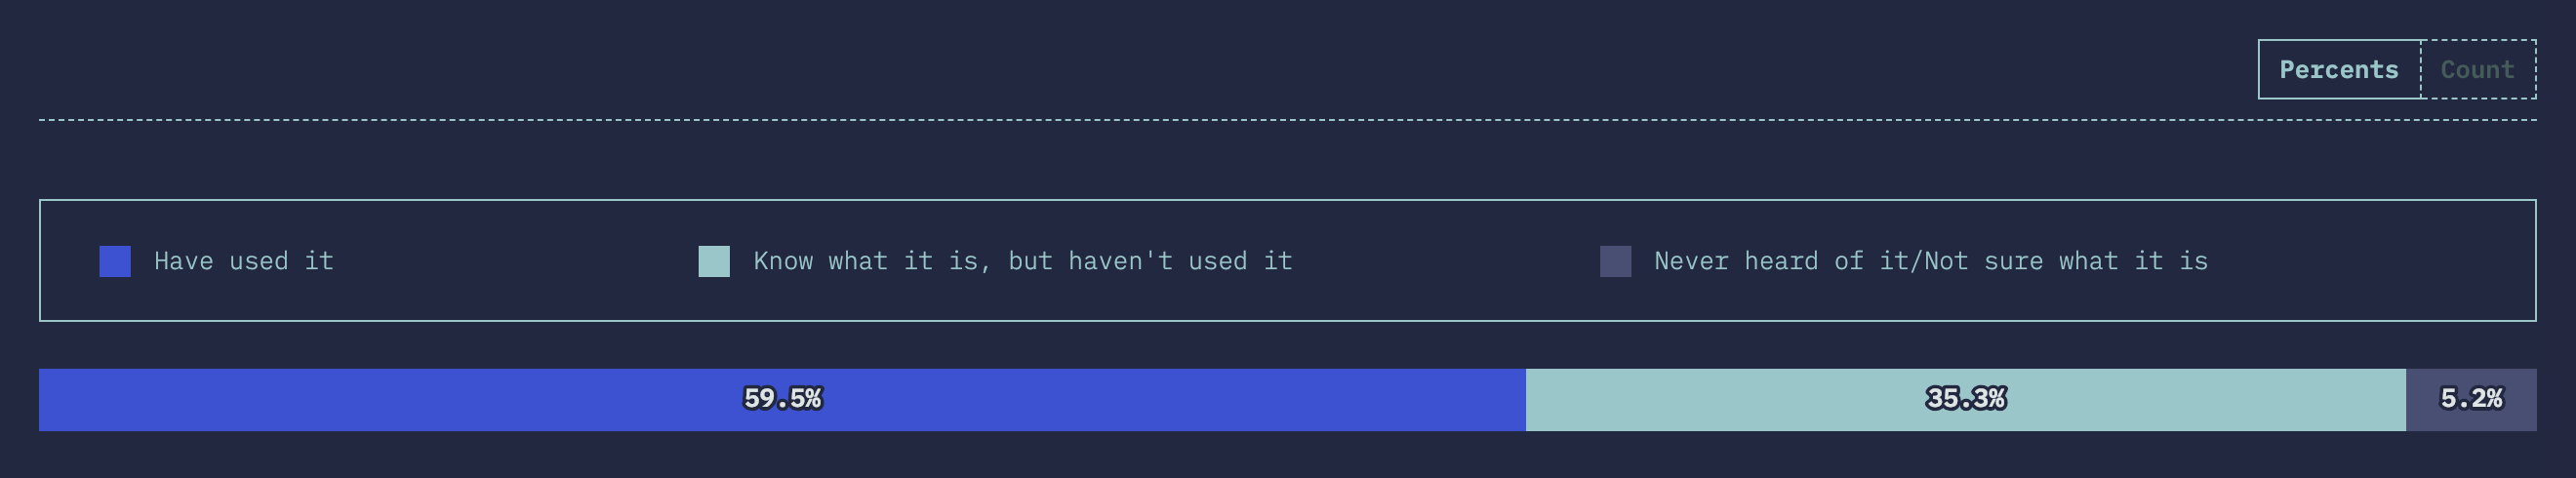 Percents Count
Have used it Know what it is, but haven't used it Never heard of it/Not sure what it is
59.5% 35.3% 5.2%